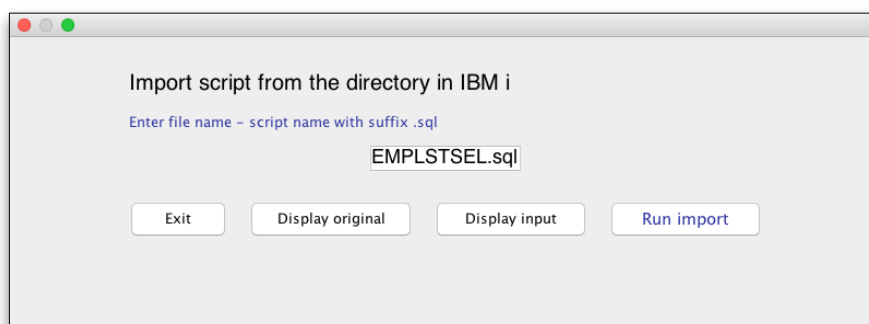 Import script from the directory in IBM i
Enter file name – script name with suffix .sql
EMPLSTSEL.sql
Exit Display original Display input Run import